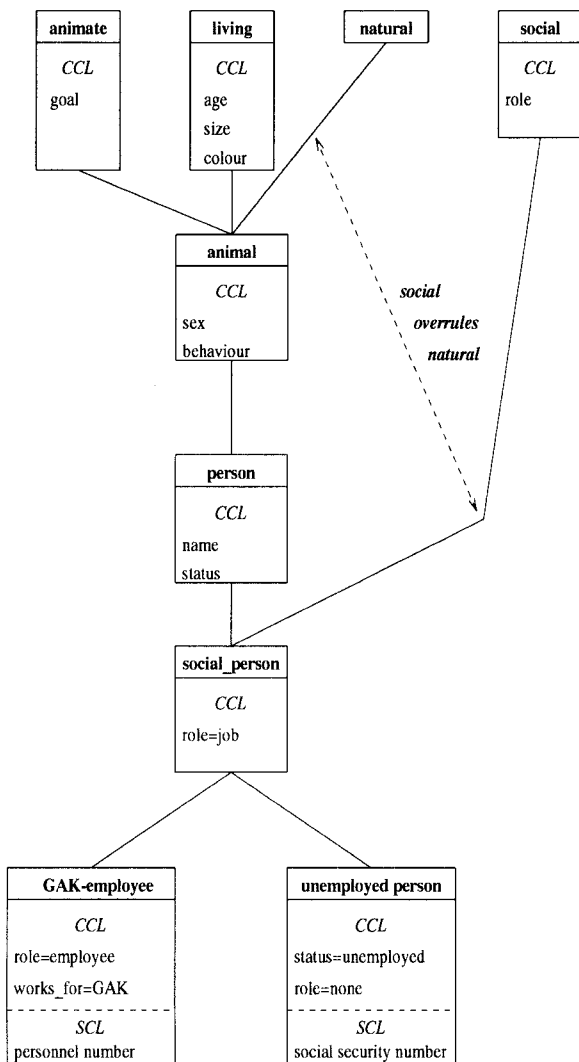 animate
CCL
goal
living
CCL
age
size
colour
natural
social
CCL
role
social
overrules
natural
animal
CCL
sex
behaviour
person
CCL
name
status
social_person
CCL
role=job
GAK-employee
CCL
role=employee
works_for=GAK
SCL
personnel number
unemployed person
CCL
status=unemployed
role=none
SCL
social security number